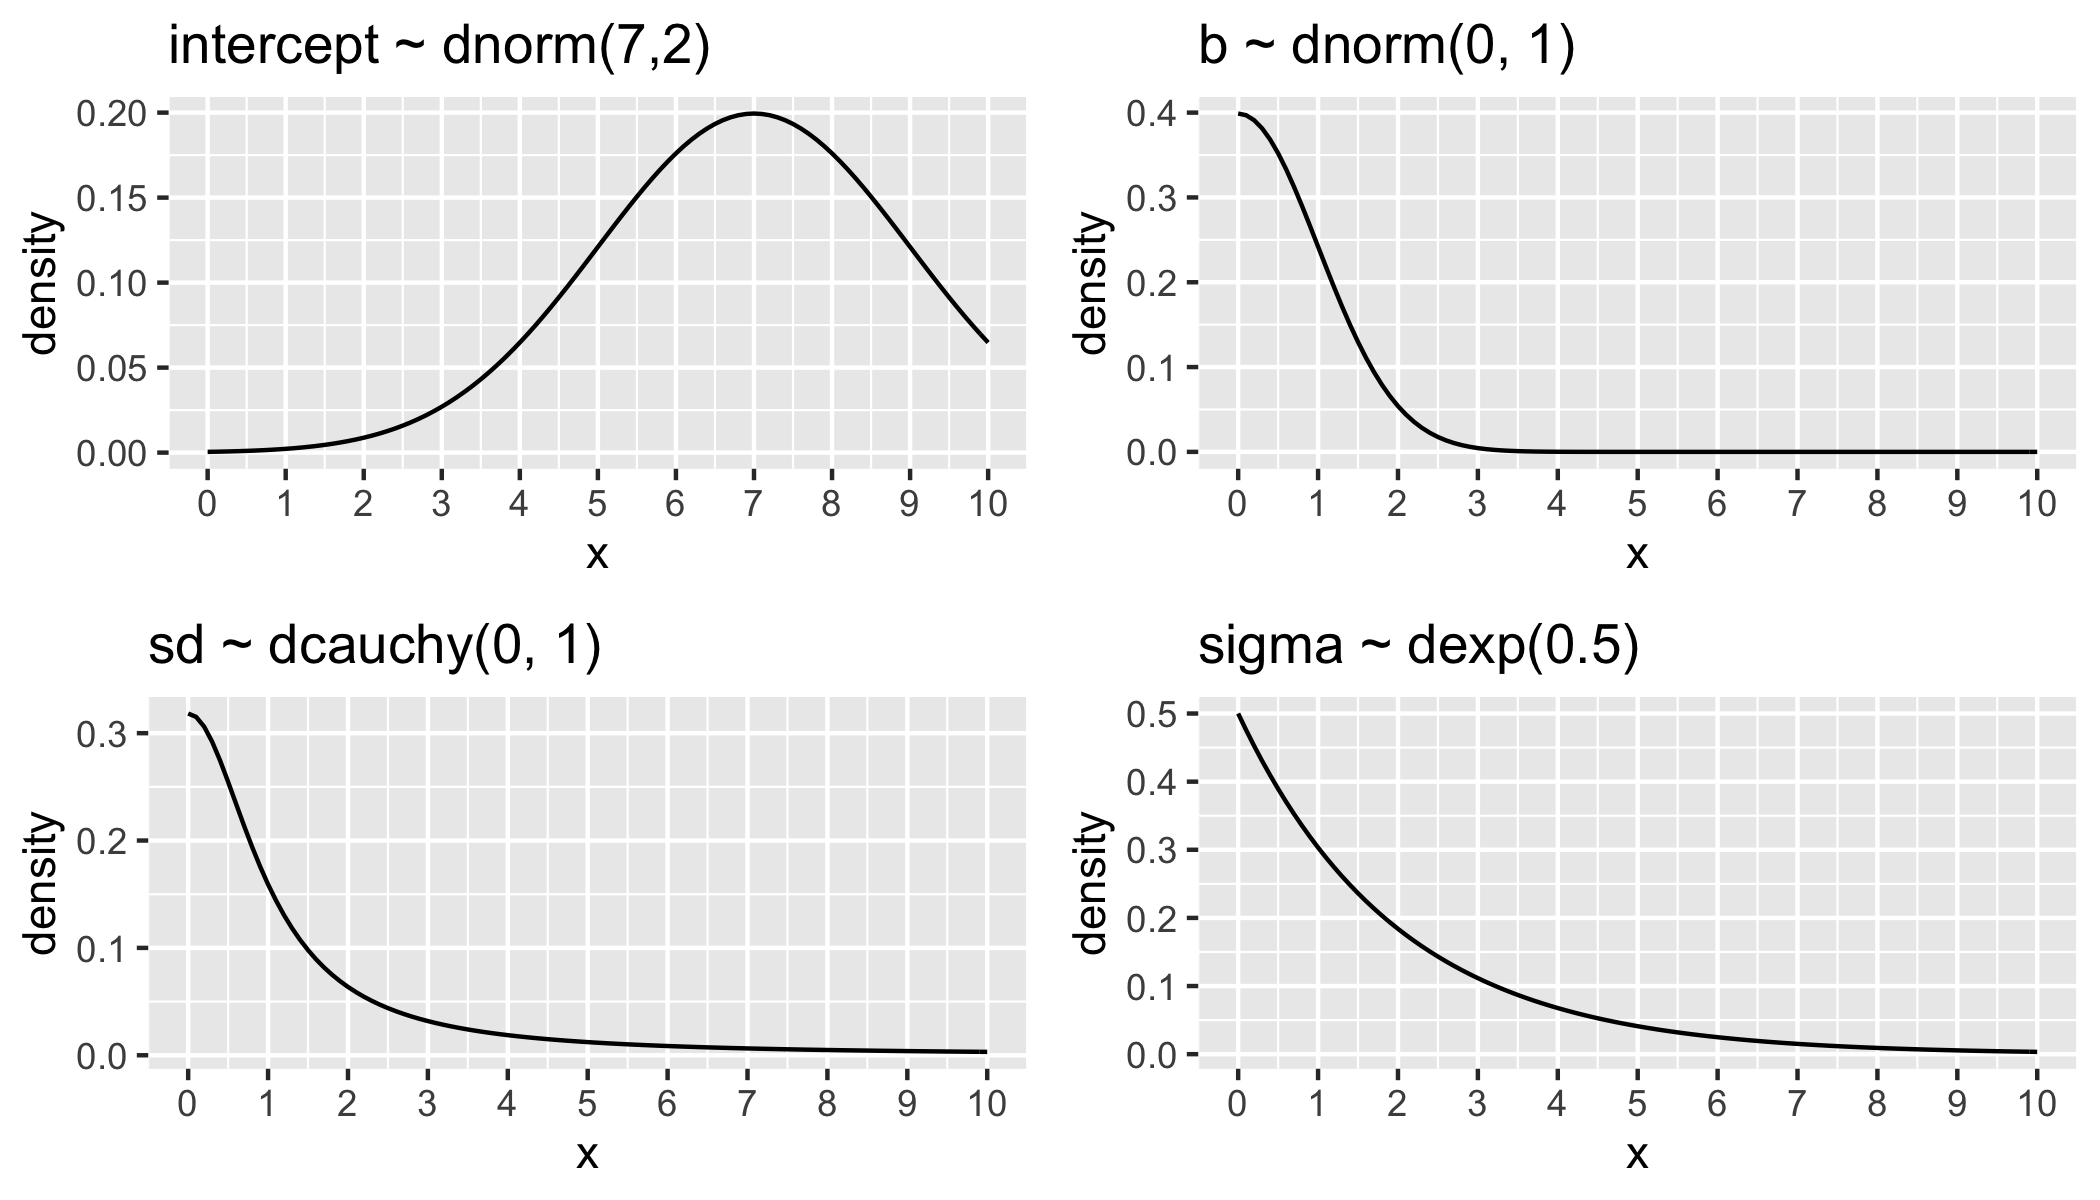 intercept ~ dnorm(7,2)
0.20
0.15
0.10
0.05
0.00
density
0 1 2 3 4 5 6 7 8 9 10
x
b ~ dnorm(0, 1)
0.4
0.3
0.2
0.1
0.0
density
0 1 2 3 4 5 6 7 8 9 10
x
sd ~ dcauchy(0, 1)
0.3
0.2
0.1
0.0
density
0 1 2 3 4 5 6 7 8 9 10
x
sigma ~ dexp(0.5)
0.5
0.4
0.3
0.2
0.1
0.0
density
0 1 2 3 4 5 6 7 8 9 10
x